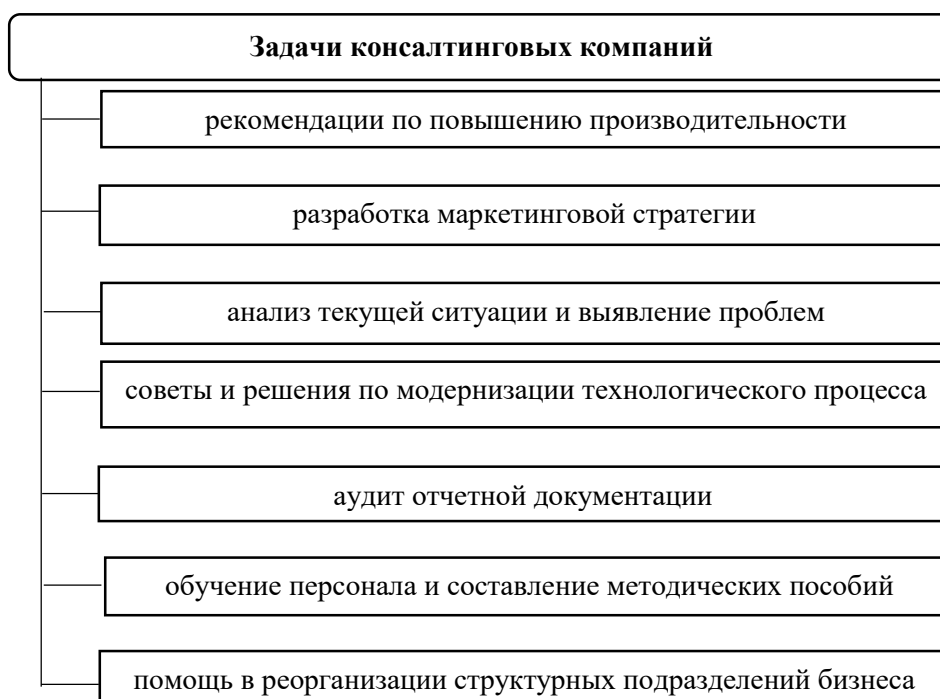 Задачи консалтинговых компаний
рекомендации по повышению производительности
разработка маркетинговой стратегии
анализ текущей ситуации и выявление проблем
советы и решения по модернизации технологического процесса
аудит отчетной документации
обучение персонала и составление методических пособий
помощь в реорганизации структурных подразделений бизнеса